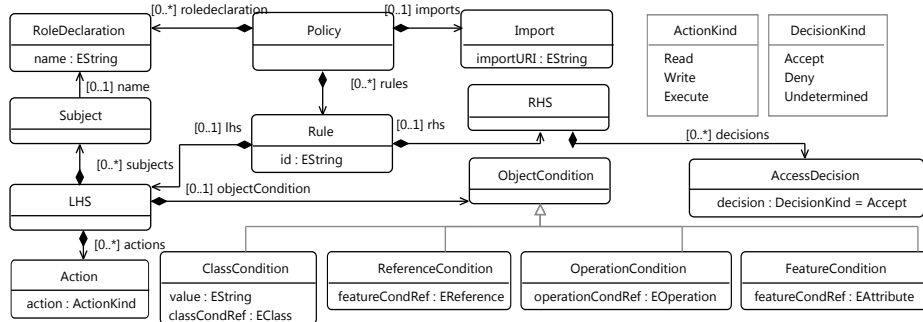 [0..*] roledeclaration
[0..1] imports
RoleDeclaration
name : EString
Policy
Import
importURI : EString
ActionKind
Read
Write
Execute
DecisionKind
Accept
Deny
Undetermined
[0..1] name
[0..*] rules
Subject
[0..1] lhs
Rule
id : EString
[0..1] rhs
RHS
[0..*] decisions
[0..*] subjects
[0..1] objectCondition
LHS
ObjectCondition
AccessDecision
decision : DecisionKind = Accept
[0..*] actions
Action
action : ActionKind
ClassCondition
value : EString
classCondRef : EClass
ReferenceCondition
featureCondRef : EReference
OperationCondition
operationCondRef : EOperation
FeatureCondition
featureCondRef : EAttribute